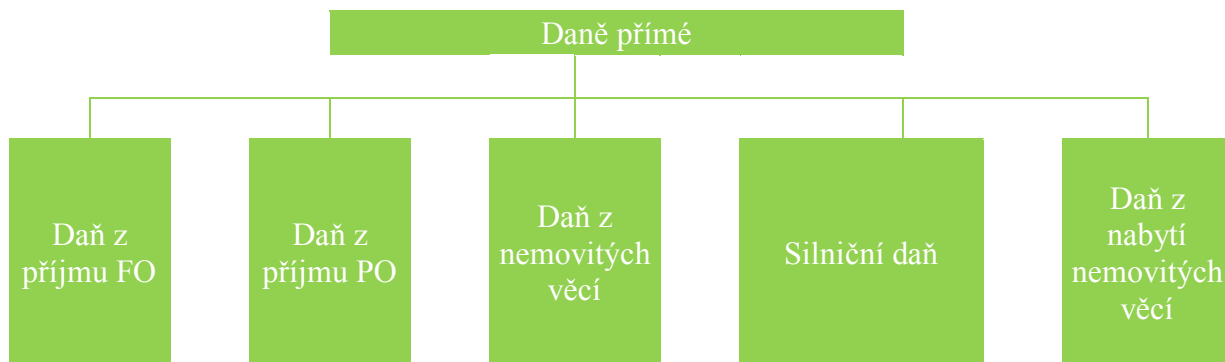 Daně přímé
Daň z
příjmu FO
Daň z
příjmu PO
Daň z
nemovitých
věcí
Silniční daň
Daň z
nabytí
nemovitých
věcí